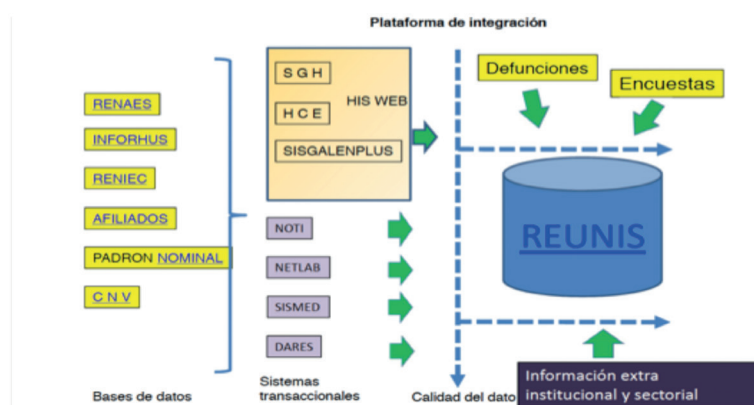 Plataforma de integración
RENAES
INFORHUS
RENIEC
AFILIADOS
PADRON NOMINAL
C N V
Bases de datos
S G H
H C E
HIS WEB
SISGALENPLUS
NOTI
NETLAB
SISMED
DARES
Sistemas
transaccionales
Defunciones
Encuestas
REUNIS
Calidad del dato
Información extra
institucional y sectorial